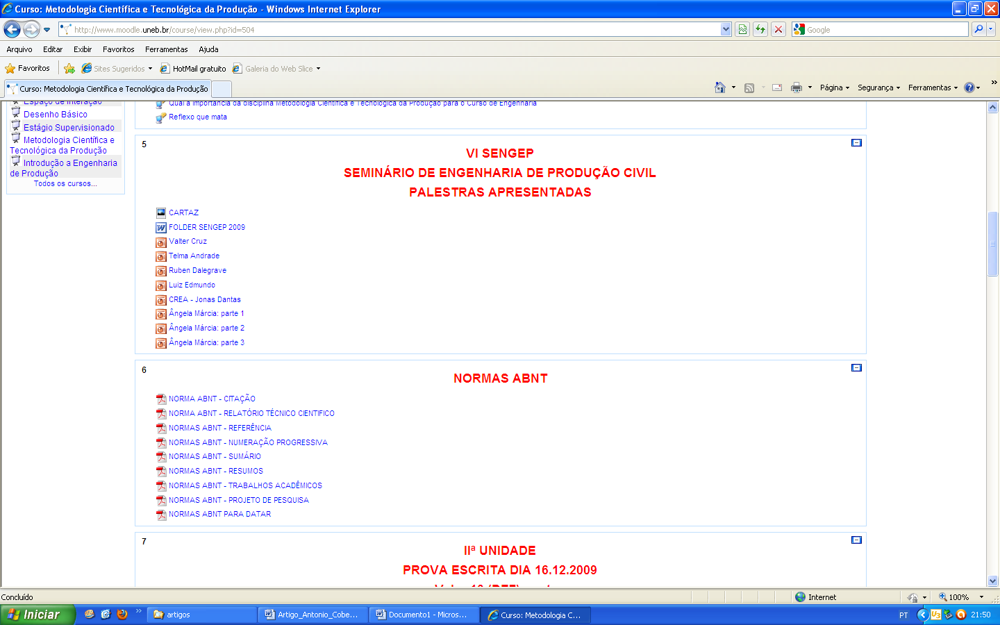 Curso: Metodologia Científica e Tecnológica da Produção - Windows Internet Explorer
http://www.moodle.uneb.br/course/view.php?id=504
Google
Arquivo Editar Exibir Favoritos Ferramentas Ajuda
Favoritos Sites Sugeridos HotMail gratuito Galeria do Web Slice
Curso: Metodologia Científica e Tecnológica da Produção
Página Segurança Ferramentas
Espaço de Interação
Desenho Básico
Estágio Supervisionado
Metodologia Científica e
Tecnológica da Produção
Introdução a Engenharia
de Produção
Todos os cursos...
Qual a importância da disciplina Metodologia Científica e Tecnológica da Produção para o Curso de Engenharia
Reflexo que mata
5
VI SENGEP
SEMINÁRIO DE ENGENHARIA DE PRODUÇÃO CIVIL
PALESTRAS APRESENTADAS
CARTAZ
FOLDER SENGEP 2009
Valter Cruz
Telma Andrade
Ruben Dalegrave
Luiz Edmundo
CREA - Jonas Dantas
Ângela Márcia: parte 1
Ângela Márcia: parte 2
Ângela Márcia: parte 3
6
NORMAS ABNT
NORMA ABNT - CITAÇÃO
NORMA ABNT - RELATÓRIO TÉCNICO CIENTIFICO
NORMAS ABNT - REFERÊNCIA
NORMAS ABNT - NUMERAÇÃO PROGRESSIVA
NORMAS ABNT - SUMÁRIO
NORMAS ABNT - RESUMOS
NORMAS ABNT - TRABALHOS ACADÊMICOS
NORMAS ABNT - PROJETO DE PESQUISA
NORMAS ABNT PARA DATAR
7
IIª UNIDADE
PROVA ESCRITA DIA 16.12.2009
Concluído
Internet
100%
Iniciar
artigos
Artigo_Antonio_Cobe...
Documento1 - Micros...
Curso: Metodologia C...
PT
21:50